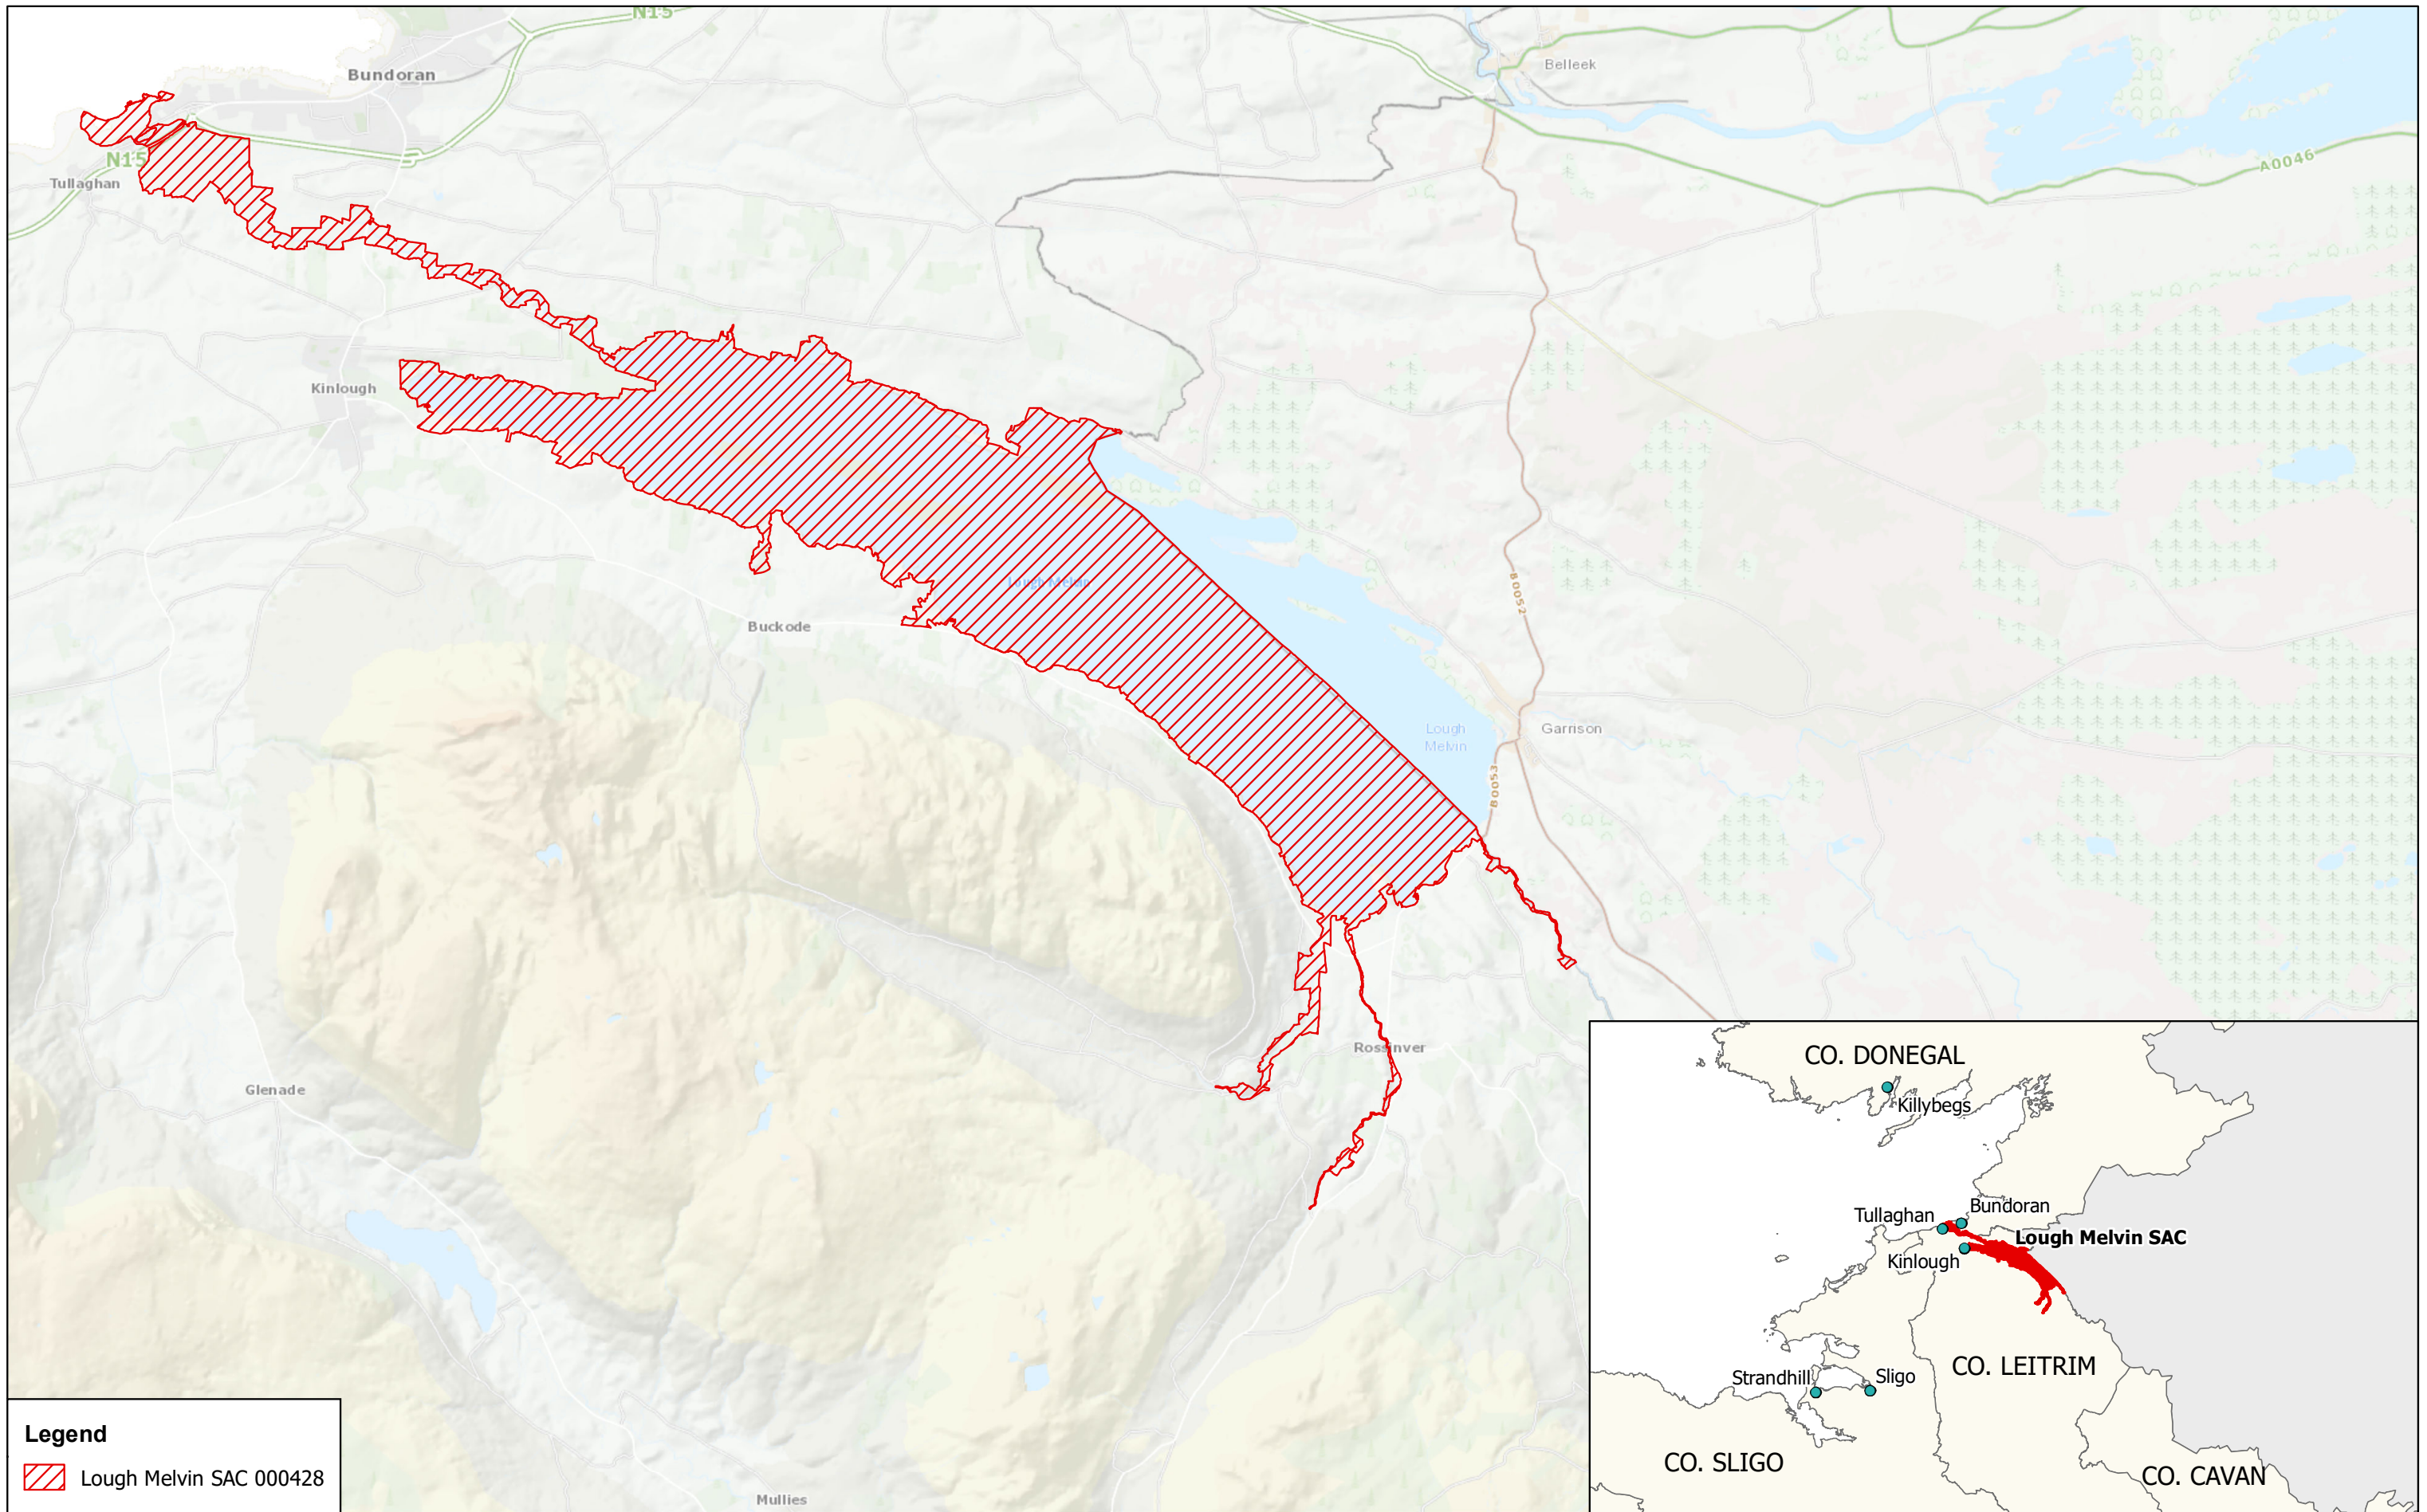 N15
Bundoran
Belleek
N15
A0046
Tullaghan
Kinlough
Lough Melvin
B0052
Buckode
Lough
Melvin
Garrison
B0053
Rossinver
Glenade
Mullies
Legend
Lough Melvin SAC 000428
CO. DONEGAL
Killybegs
Bundoran
Tullaghan
Lough Melvin SAC
Kinlough
CO. LEITRIM
Strandhill
Sligo
CO. SLIGO
CO. CAVAN